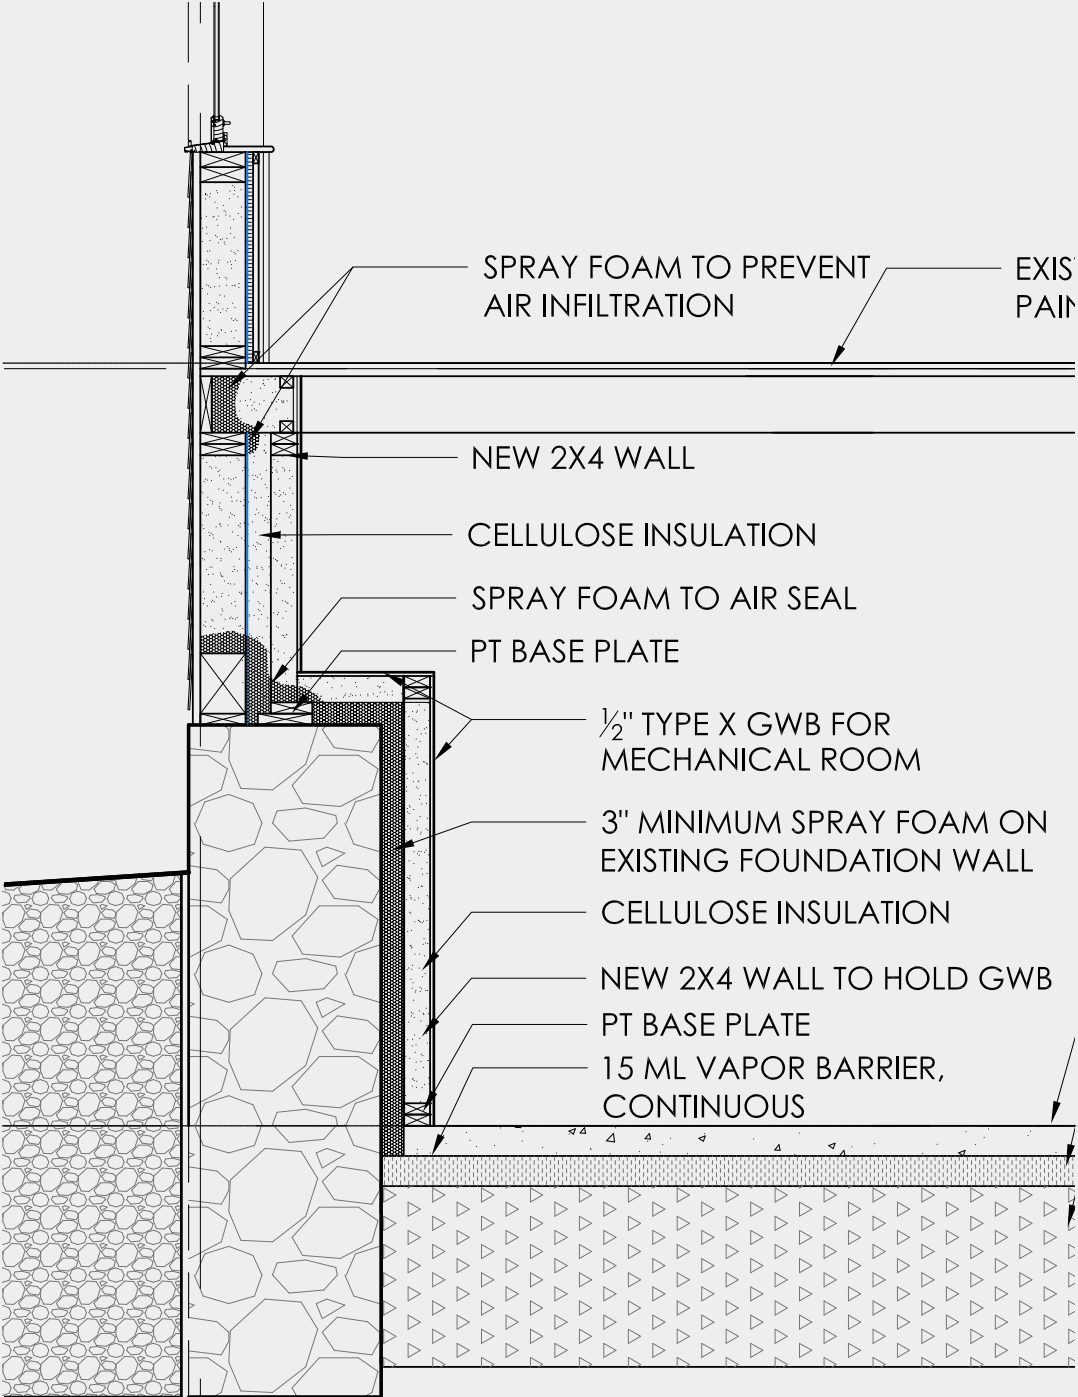 SPRAY FOAM TO PREVENT
AIR INFILTRATION
EXIS
PAIN
NEW 2X4 WALL
CELLULOSE INSULATION
SPRAY FOAM TO AIR SEAL
PT BASE PLATE
½" TYPE X GWB FOR
MECHANICAL ROOM
3" MINIMUM SPRAY FOAM ON
EXISTING FOUNDATION WALL
CELLULOSE INSULATION
NEW 2X4 WALL TO HOLD GWB
PT BASE PLATE
15 ML VAPOR BARRIER,
CONTINUOUS